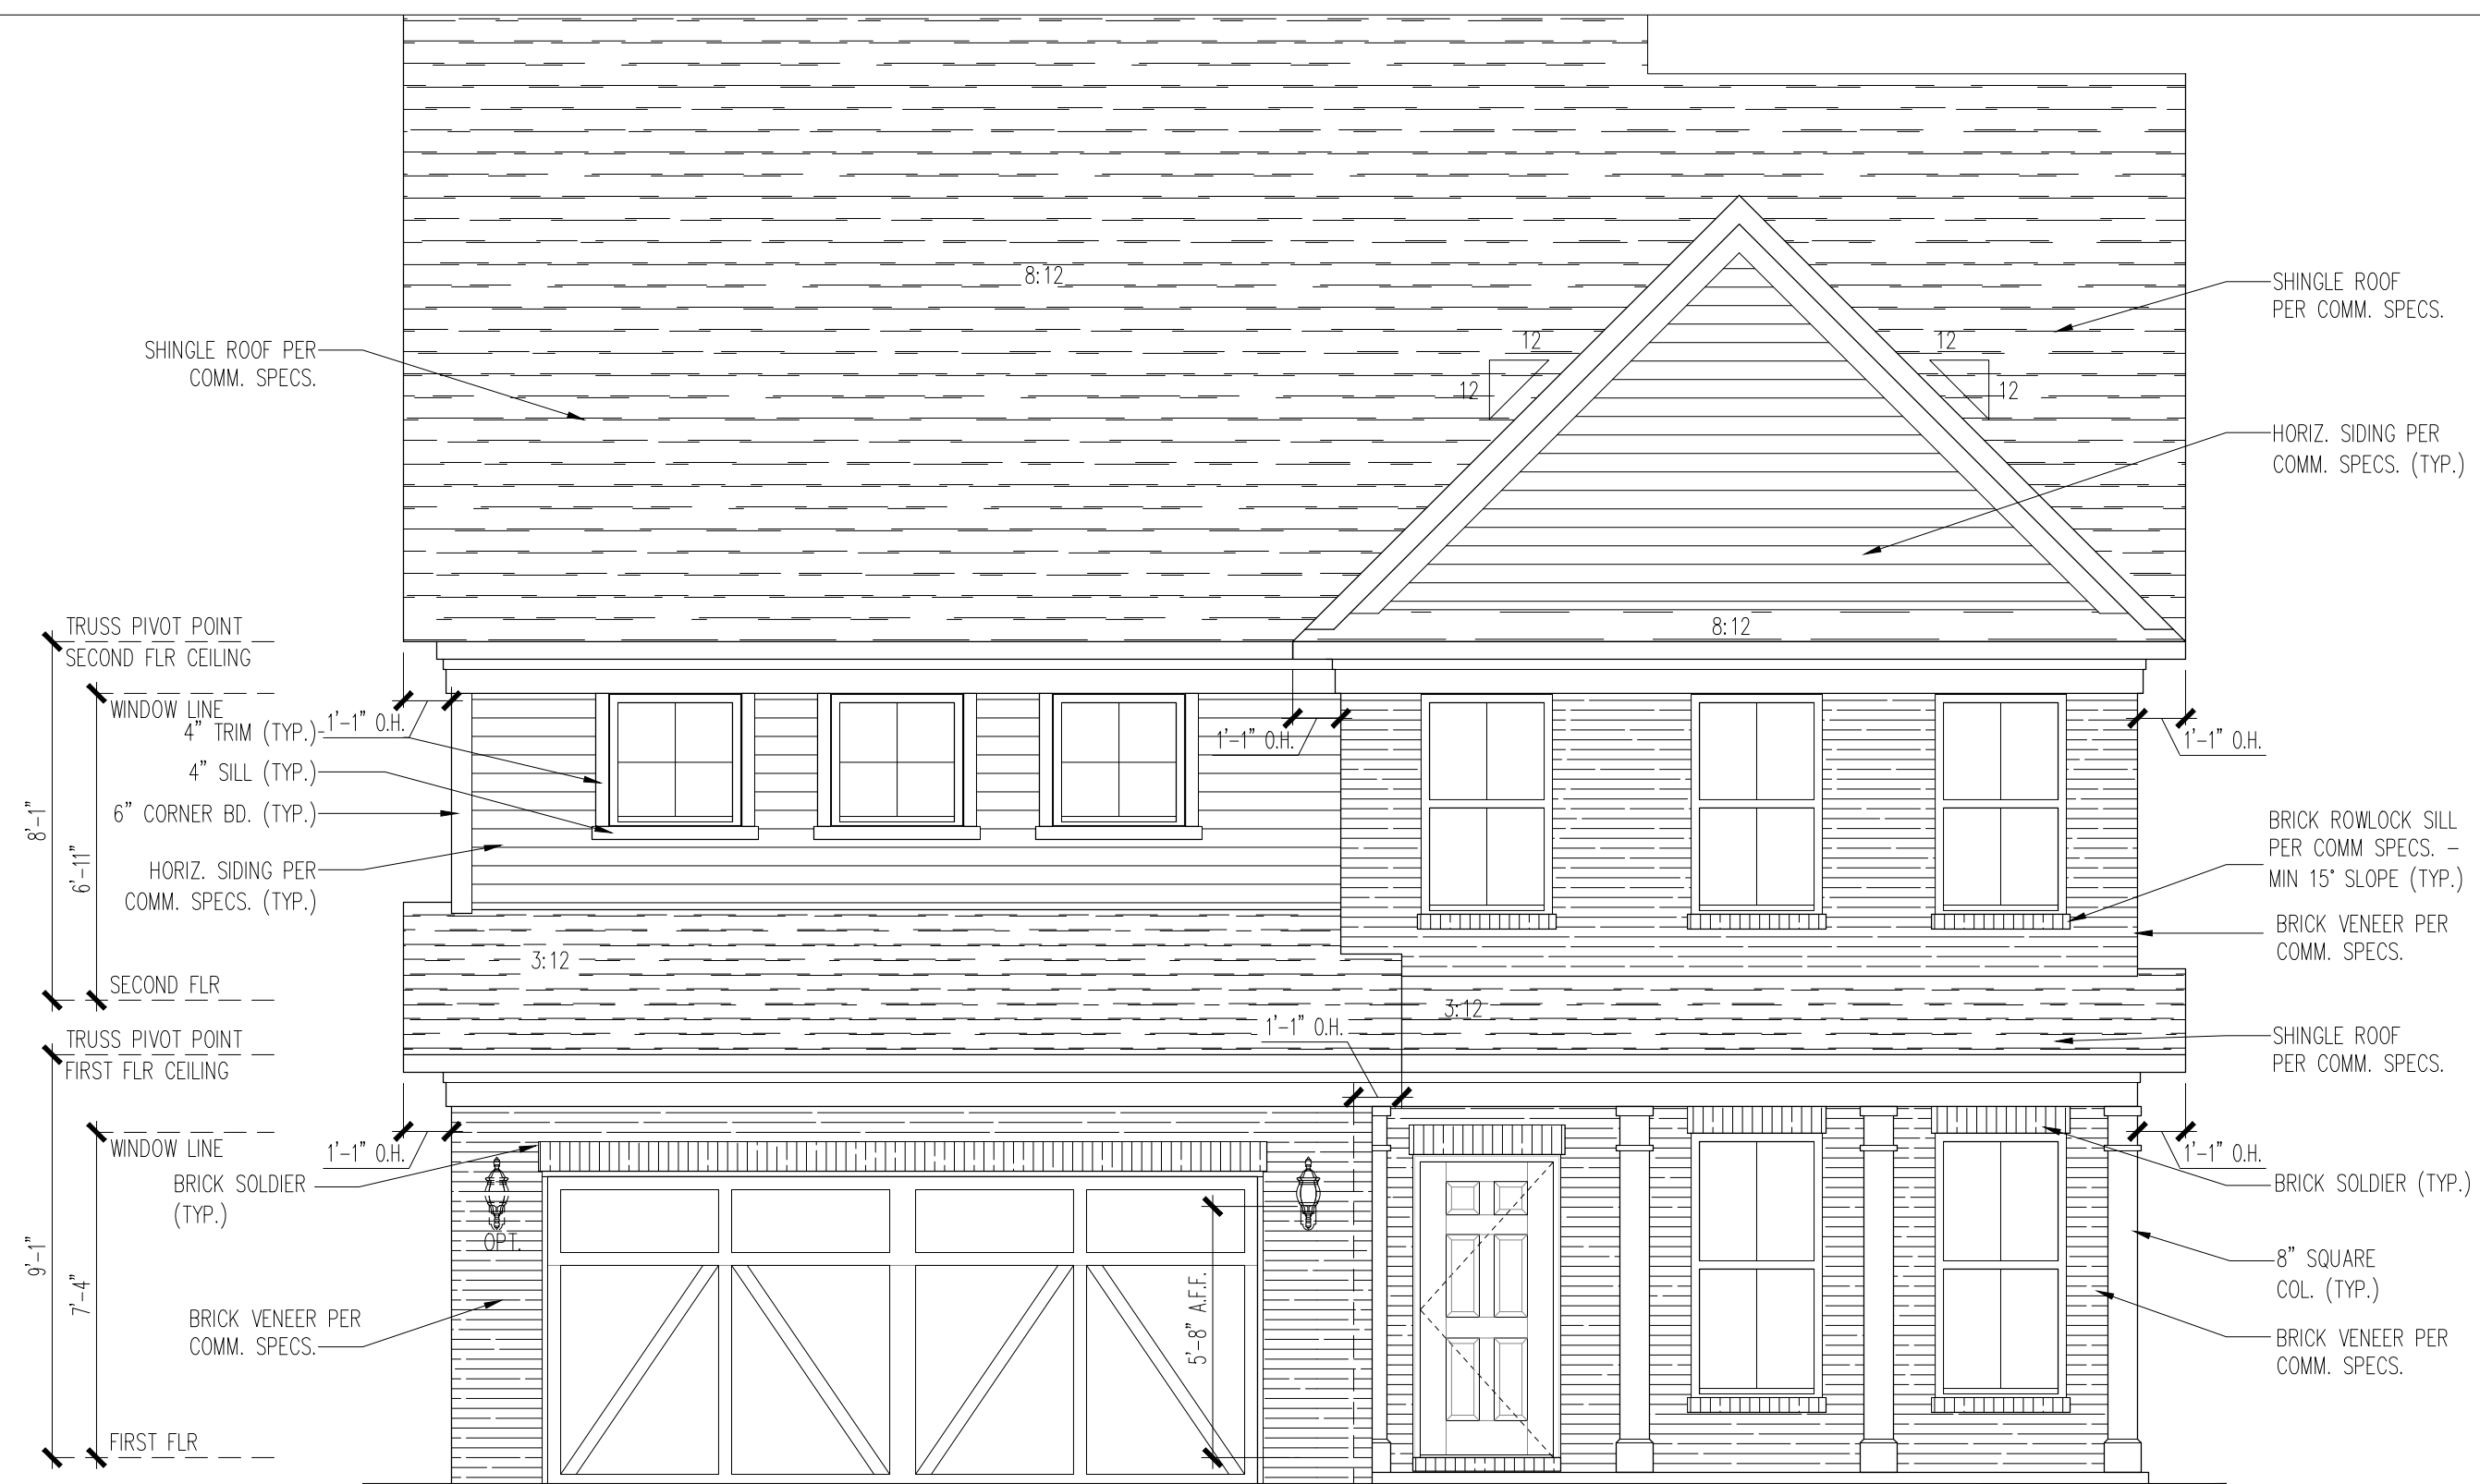 8:12
SHINGLE ROOF PER
COMM. SPECS.
SHINGLE ROOF
PER COMM. SPECS.
12
12
12
12
HORIZ. SIDING PER
COMM. SPECS. (TYP.)
8:12
TRUSS PIVOT POINT
SECOND FLR CEILING
WINDOW LINE
4" TRIM (TYP.)
1'-1" O.H.
4" SILL (TYP.)
6" CORNER BD. (TYP.)
HORIZ. SIDING PER
COMM. SPECS. (TYP.)
8'-1"
6'-11"
SECOND FLR
1'-1" O.H.
1'-1" O.H.
BRICK ROWLOCK SILL
PER COMM SPECS. -
MIN 15° SLOPE (TYP.)
BRICK VENEER PER
COMM. SPECS.
3:12
3:12
1'-1" O.H.
SHINGLE ROOF
PER COMM. SPECS.
TRUSS PIVOT POINT
FIRST FLR CEILING
WINDOW LINE
1'-1" O.H.
BRICK SOLDIER
(TYP.)
OPT.
9'-1"
7'-4"
BRICK VENEER PER
COMM. SPECS.
FIRST FLR
5'-8" A.F.F.
1'-1" O.H.
BRICK SOLDIER (TYP.)
8" SQUARE
COL. (TYP.)
BRICK VENEER PER
COMM. SPECS.